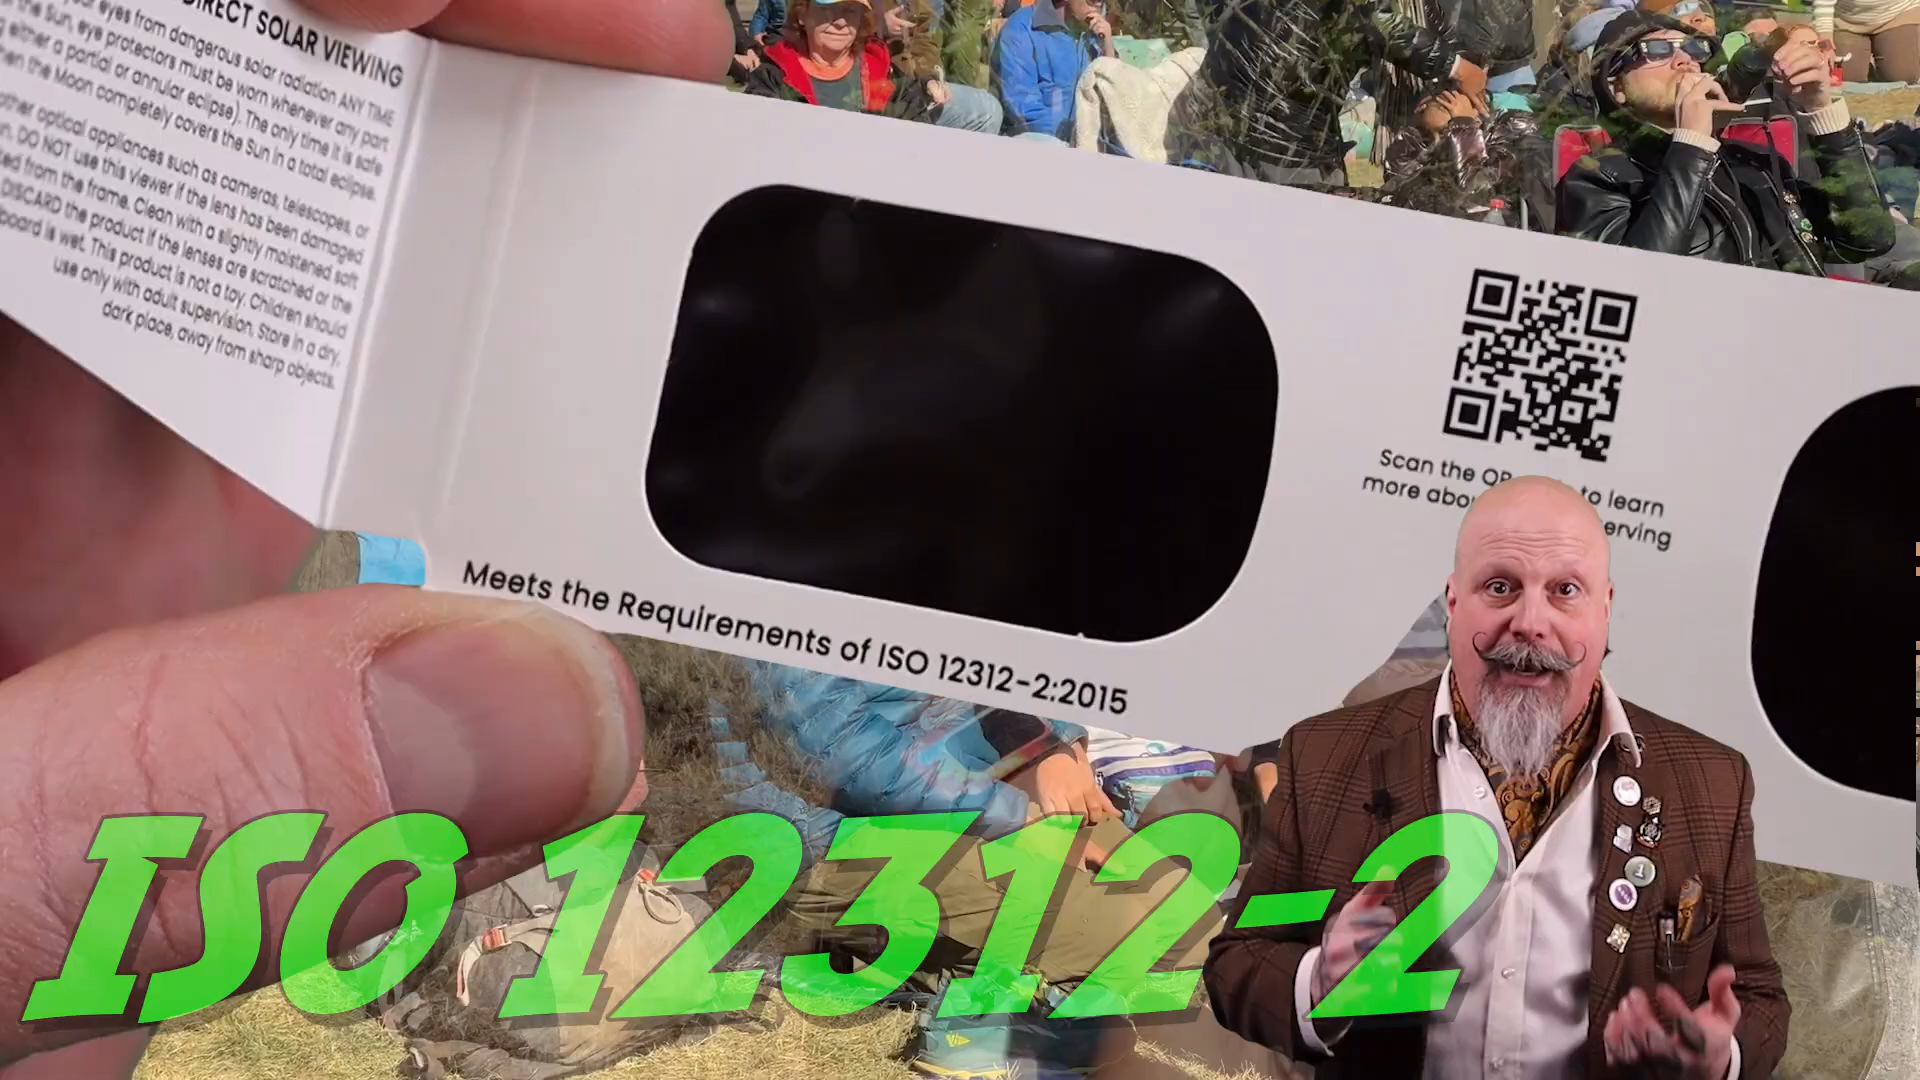 DIRECT SOLAR VIEWING
eyes from dangerous solar radiation ANY TIME
the Sun, eye protectors must be worn whenever any part
either a partial or annular eclipse). The only time it is safe
when the Moon completely covers the Sun in a total eclipse.
other optical appliances such as cameras, telescopes, or
DO NOT use this viewer if the lens has been damaged
from the frame. Clean with a slightly moistened soft
DISCARD the product if the lenses are scratched or the
board is wet. This product is not a toy. Children should
use only with adult supervision. Store in a dry,
dark place, away from sharp objects.
Meets the Requirements of ISO 12312-2:2015
Scan the QR to learn
more
ISO 12312-2